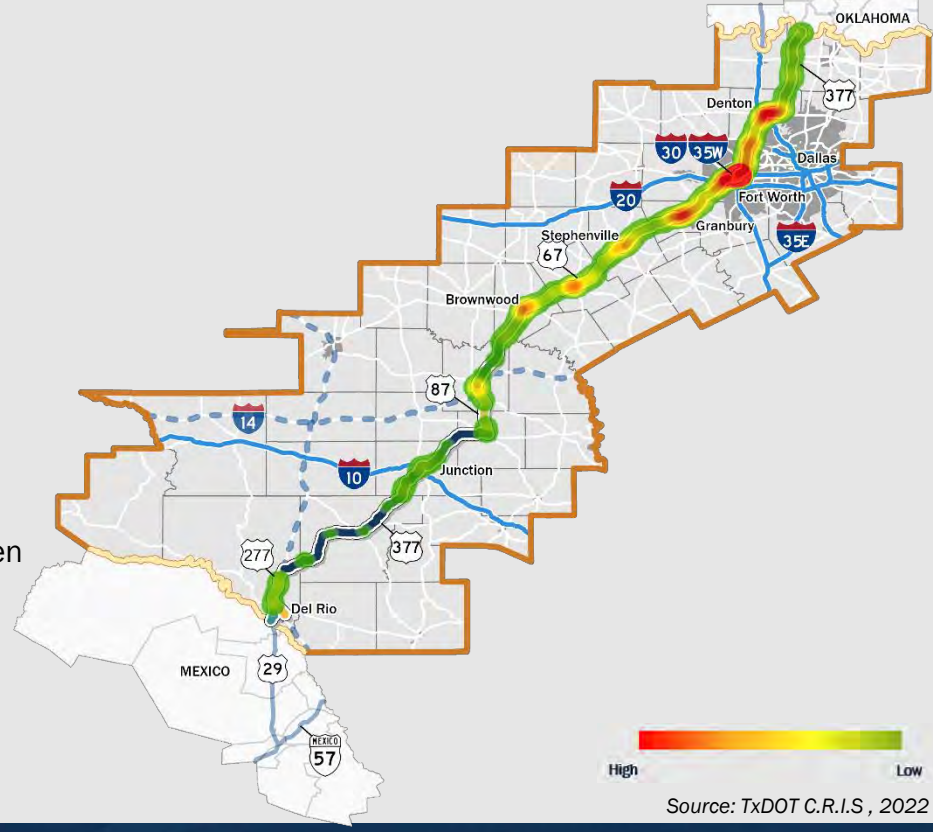 OKLAHOMA
377
Denton
30
35W
Dallas
20
Fort Worth
Granbury
Stephenville
35E
67
Brownwood
87
14
10
Junction
en
377
277
Del Rio
MEXICO
29
MEXICO
57
High
Low
Source: TxDOT C.R.I.S , 2022